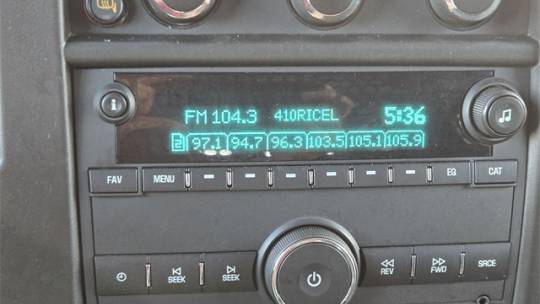 i
FM 104.3 410RICEL 5:36
2 97.1 94.7 96.3 103.5 105.1 105.9
FAV MENU EQ CAT
SEEK SEEK REV FWD SRCE